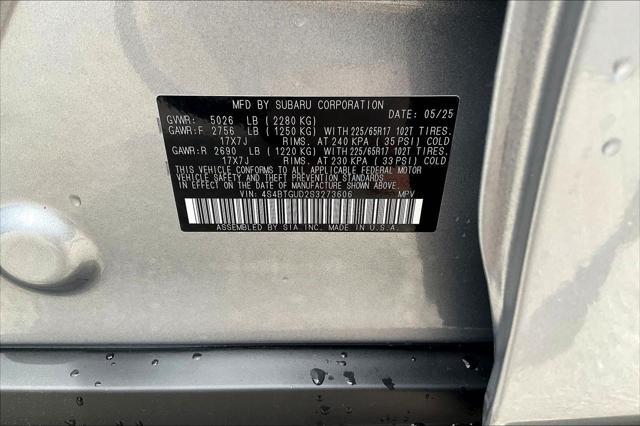 MFD BY SUBARU CORPORATION
GVWR: 5026 LB (2280 KG) DATE: 05/25
GAWR:F 2756 LB (1250 KG) WITH 225/65R17 102T TIRES.
17X7J RIMS. AT 240 KPA (35 PSI) COLD
GAWR:R 2690 LB (1220 KG) WITH 225/65R17 102T TIRES.
17X7J RIMS. AT 230 KPA (33 PSI) COLD
THIS VEHICLE CONFORMS TO ALL APPLICABLE FEDERAL MOTOR
VEHICLE SAFETY AND THEFT PREVENTION STANDARDS IN EFFECT
ON THE DATE OF MANUFACTURE SHOWN ABOVE.
VIN: 4S4BTGUD2S3273606 MPV
ASSEMBLED BY SIA INC. MADE IN U.S.A.